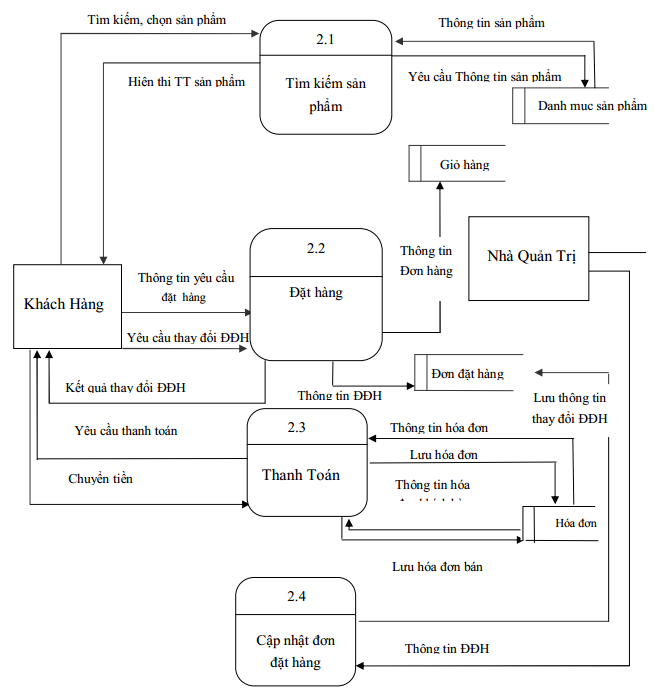 Tìm kiếm, chọn sản phẩm
Thông tin sản phẩm
2.1
Hiên thi TT sản phẩm
Tìm kiếm sản
phẩm
Yêu cầu Thông tin sản phẩm
Danh muc sản phẩm
Giỏ hàng
2.2
Thông tin
Đơn hàng
Nhà Quản Trị
Khách Hàng
Thông tin yêu cầu
đặt hàng
Đặt hàng
Yêu cầu thay đổi ĐĐH
Kết quả thay đổi ĐĐH
Thông tin ĐĐH
Đơn đặt hàng
Lưu thông tin
thay đổi ĐĐH
Yêu cầu thanh toán
2.3
Thông tin hóa đơn
Lưu hóa đơn
Chuyển tiền
Thanh Toán
Thông tin hóa
Hóa đơn
Lưu hóa đơn bán
2.4
Cập nhật đơn
đặt hàng
Thông tin ĐĐH